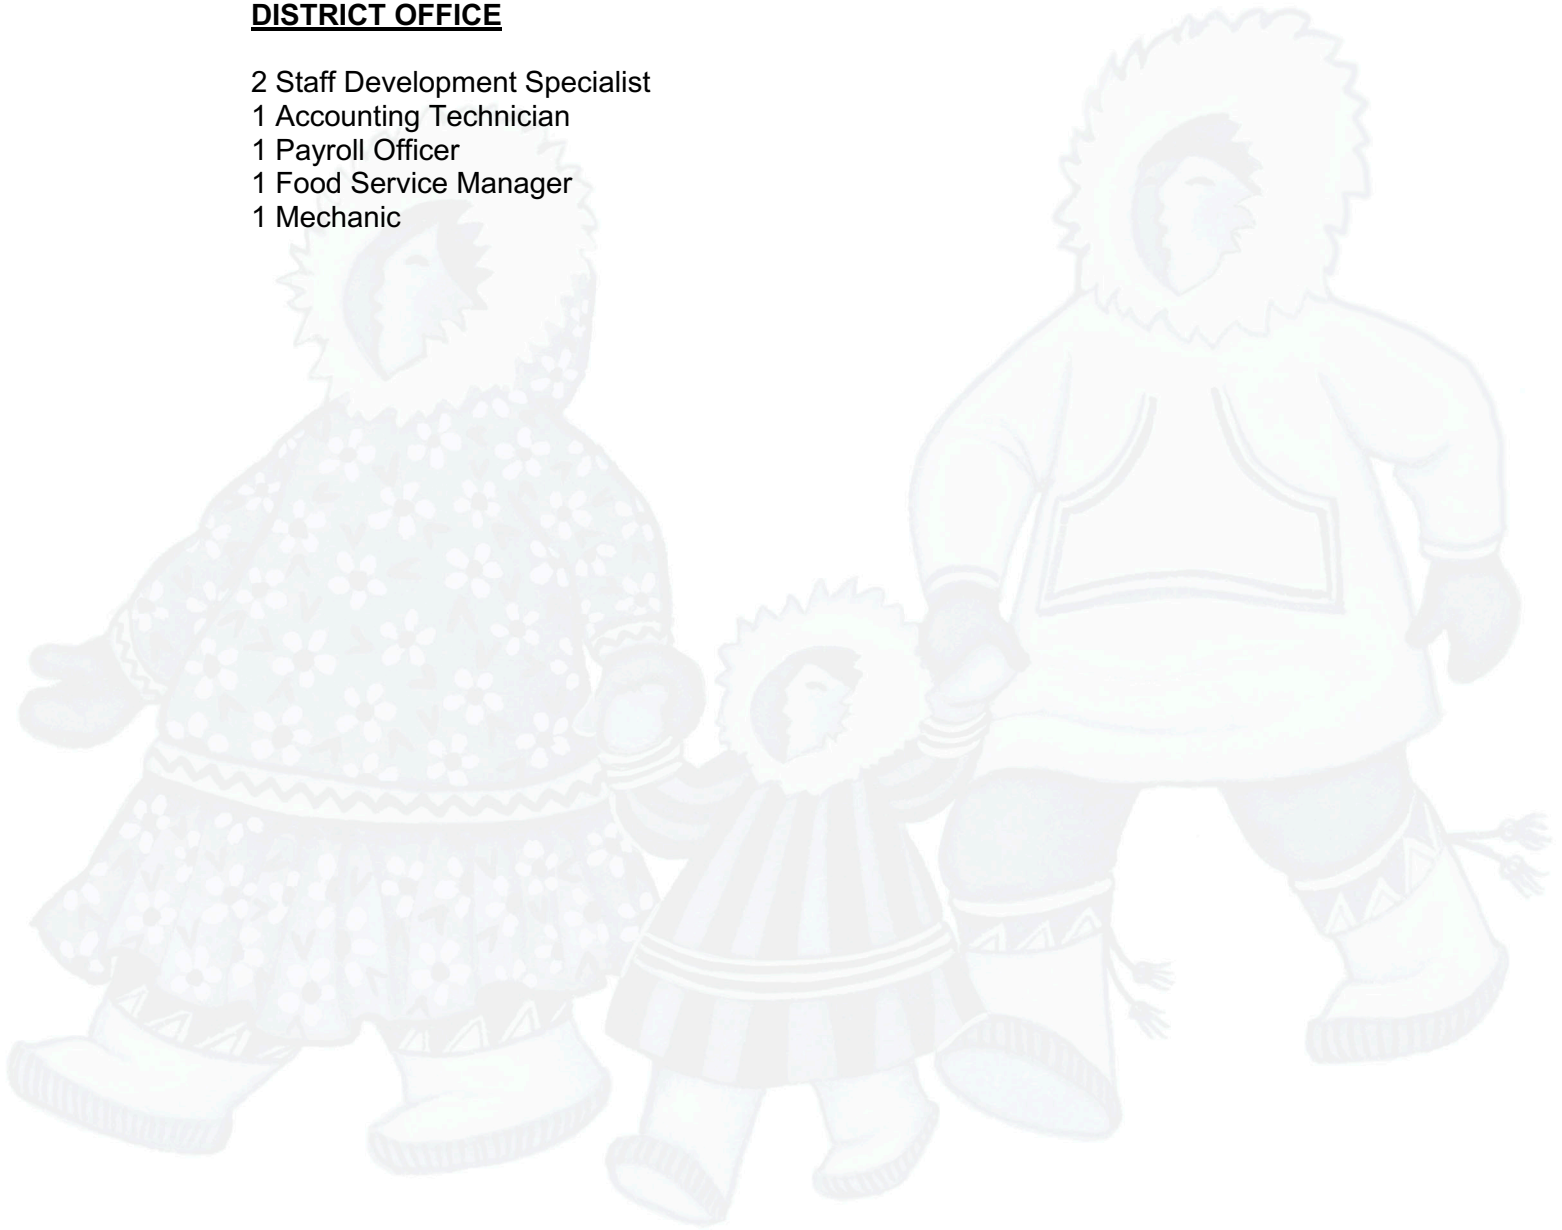 DISTRICT OFFICE
2 Staff Development Specialist
1 Accounting Technician
1 Payroll Officer
1 Food Service Manager
1 Mechanic